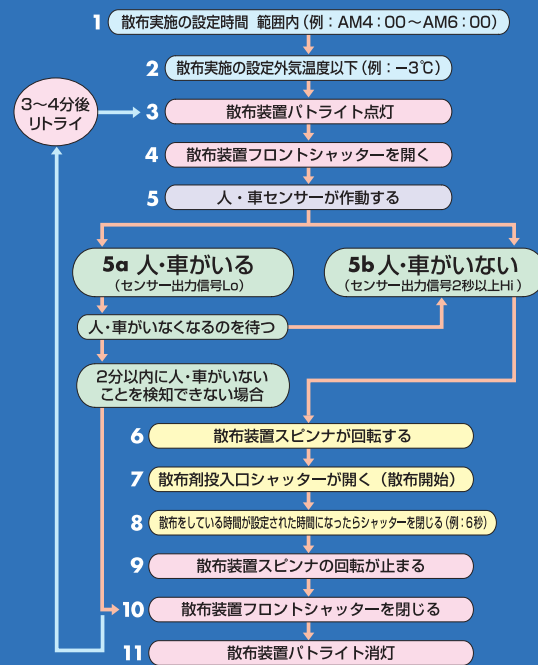 1 散布実施の設定時間 範囲内(例：AM4：00～AM6：00)
2 散布実施の設定外気温度以下(例：−3℃)
3～4分後
リトライ
3 散布装置パトライト点灯
4 散布装置フロントシャッターを開く
5 人・車センサーが作動する
5a 人・車がいる
(センサー出力信号Lo)
5b 人・車がいない
(センサー出力信号2秒以上Hi)
人・車がいなくなるのを待つ
2分以内に人・車がいない
ことを検知できない場合
6 散布装置スピンナが回転する
7 散布剤投入口シャッターが開く(散布開始)
8 散布をしている時間が設定された時間になったらシャッターを閉じる(例：6秒)
9 散布装置スピンナの回転が止まる
10 散布装置フロントシャッターを閉じる
11 散布装置パトライト消灯